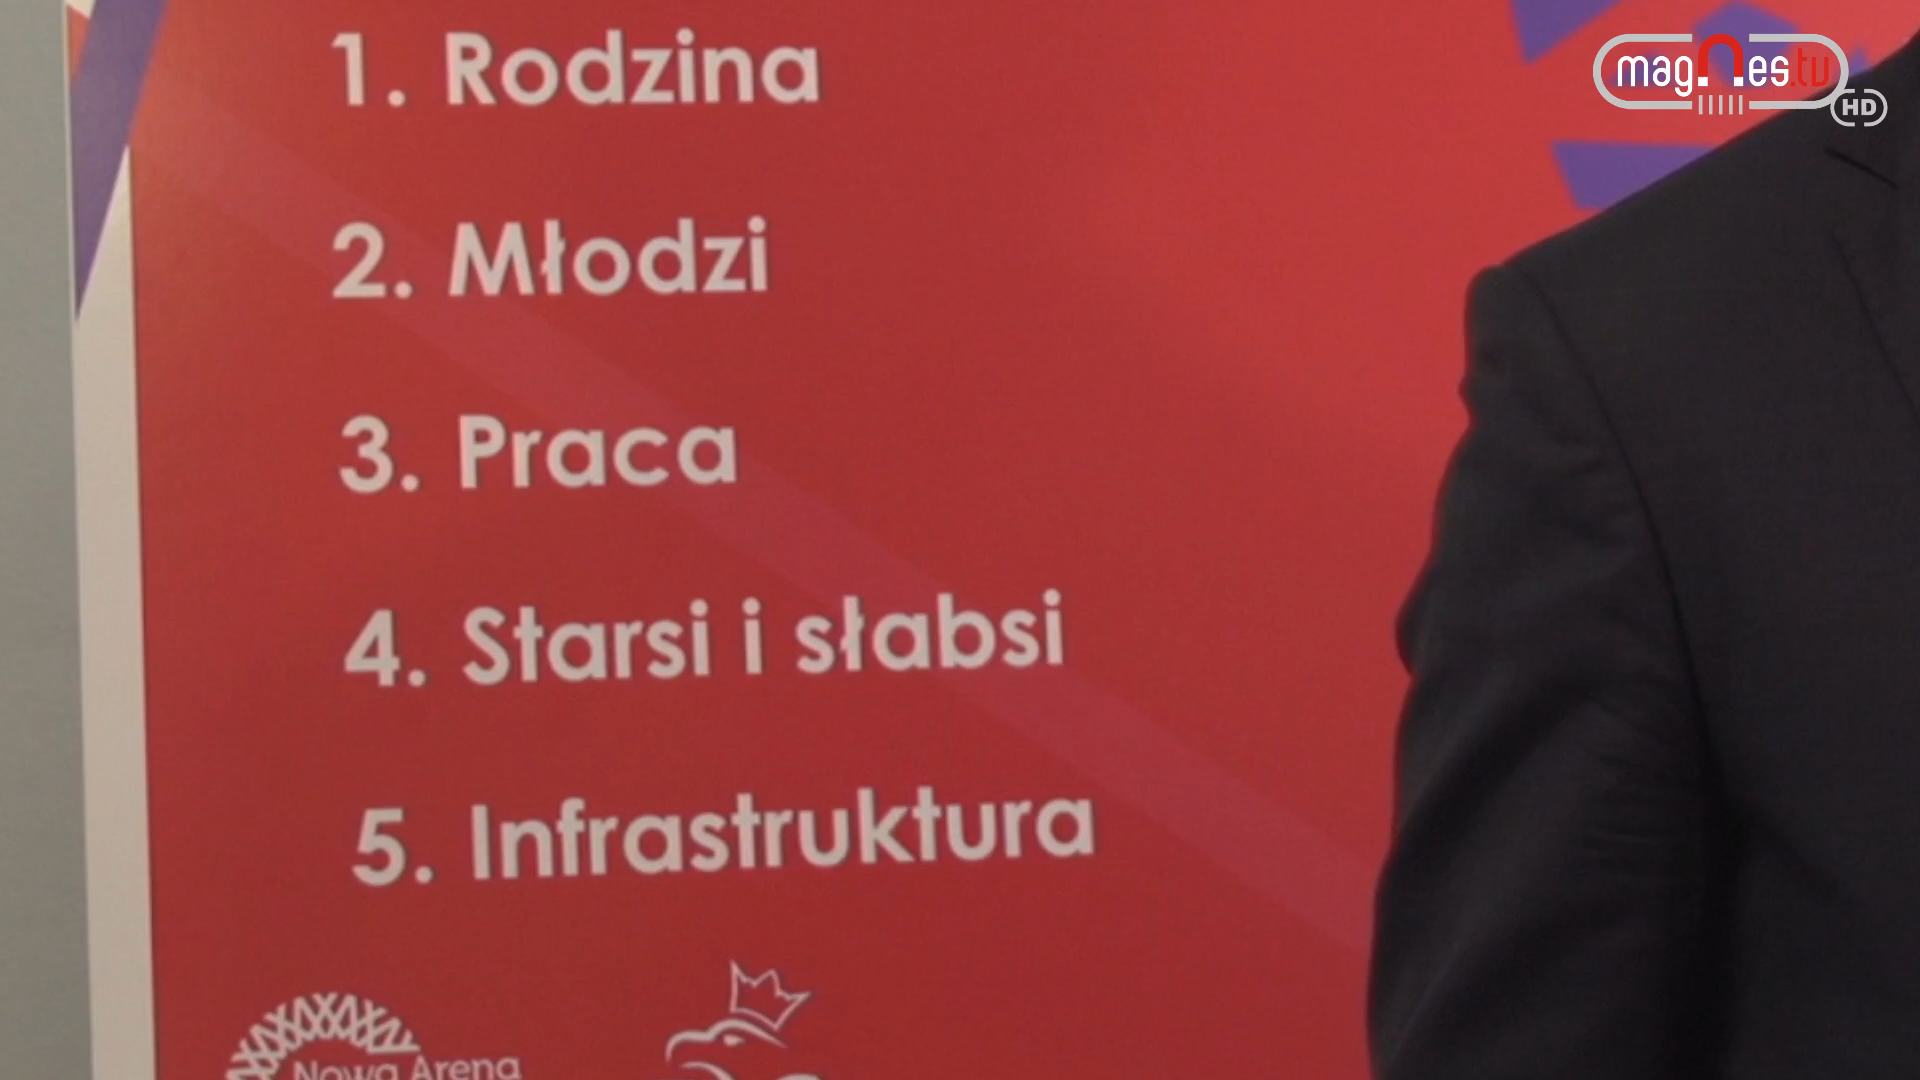 magnes.tv
HD
1. Rodzina
2. Młodzi
3. Praca
4. Starsi i słabsi
5. Infrastruktura
Nowa Arena